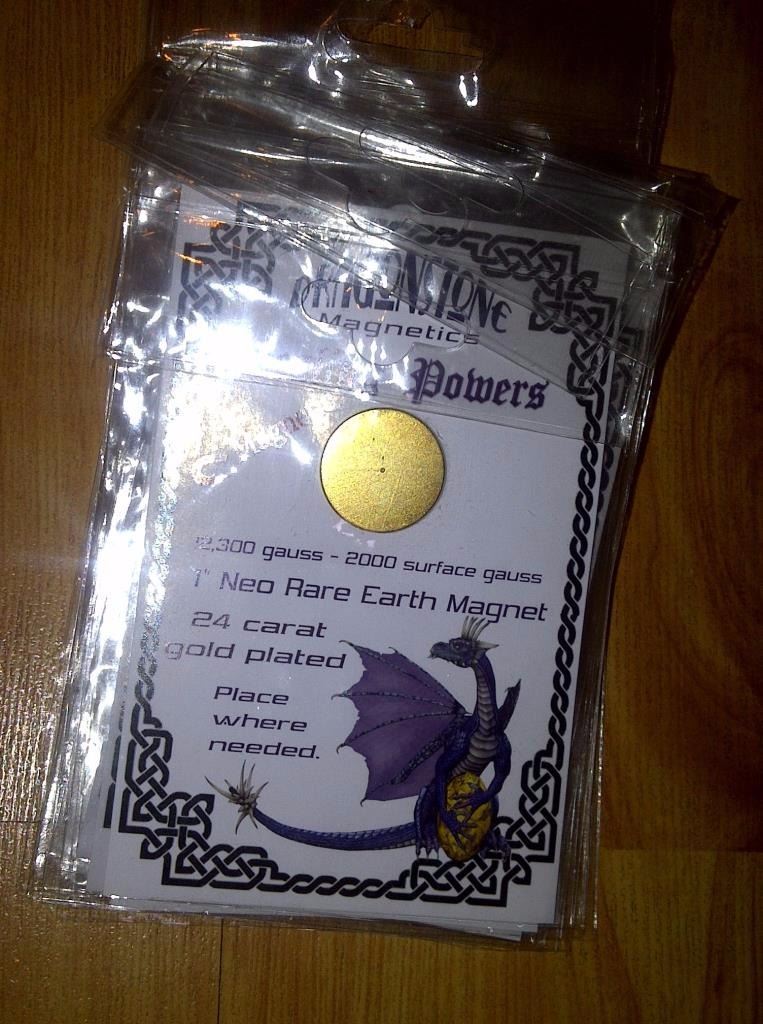 DRAGONSTONE
Magnetics
Powers
2,300 gauss - 2000 surface gauss
1" Neo Rare Earth Magnet
24 carat
gold plated
Place
where
needed.